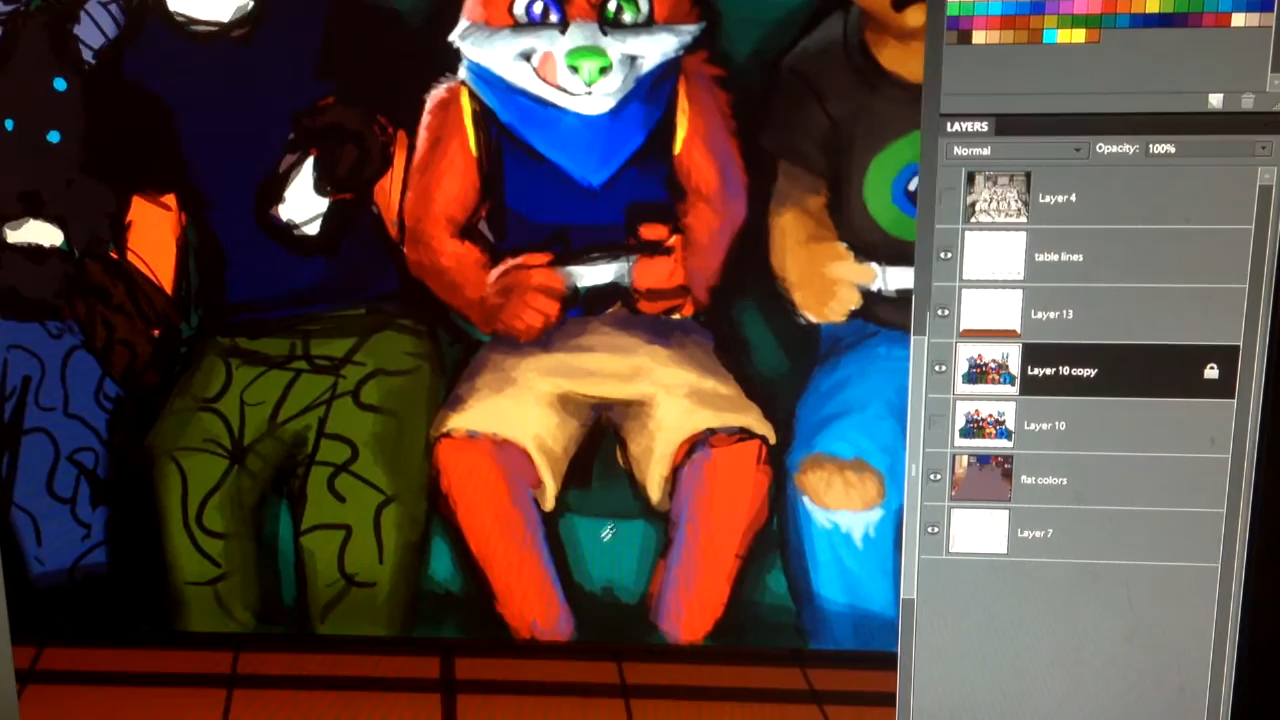 LAYERS
Normal
Opacity: 100%
Layer 4
table lines
Layer 13
Layer 10 copy
Layer 10
flat colors
Layer 7